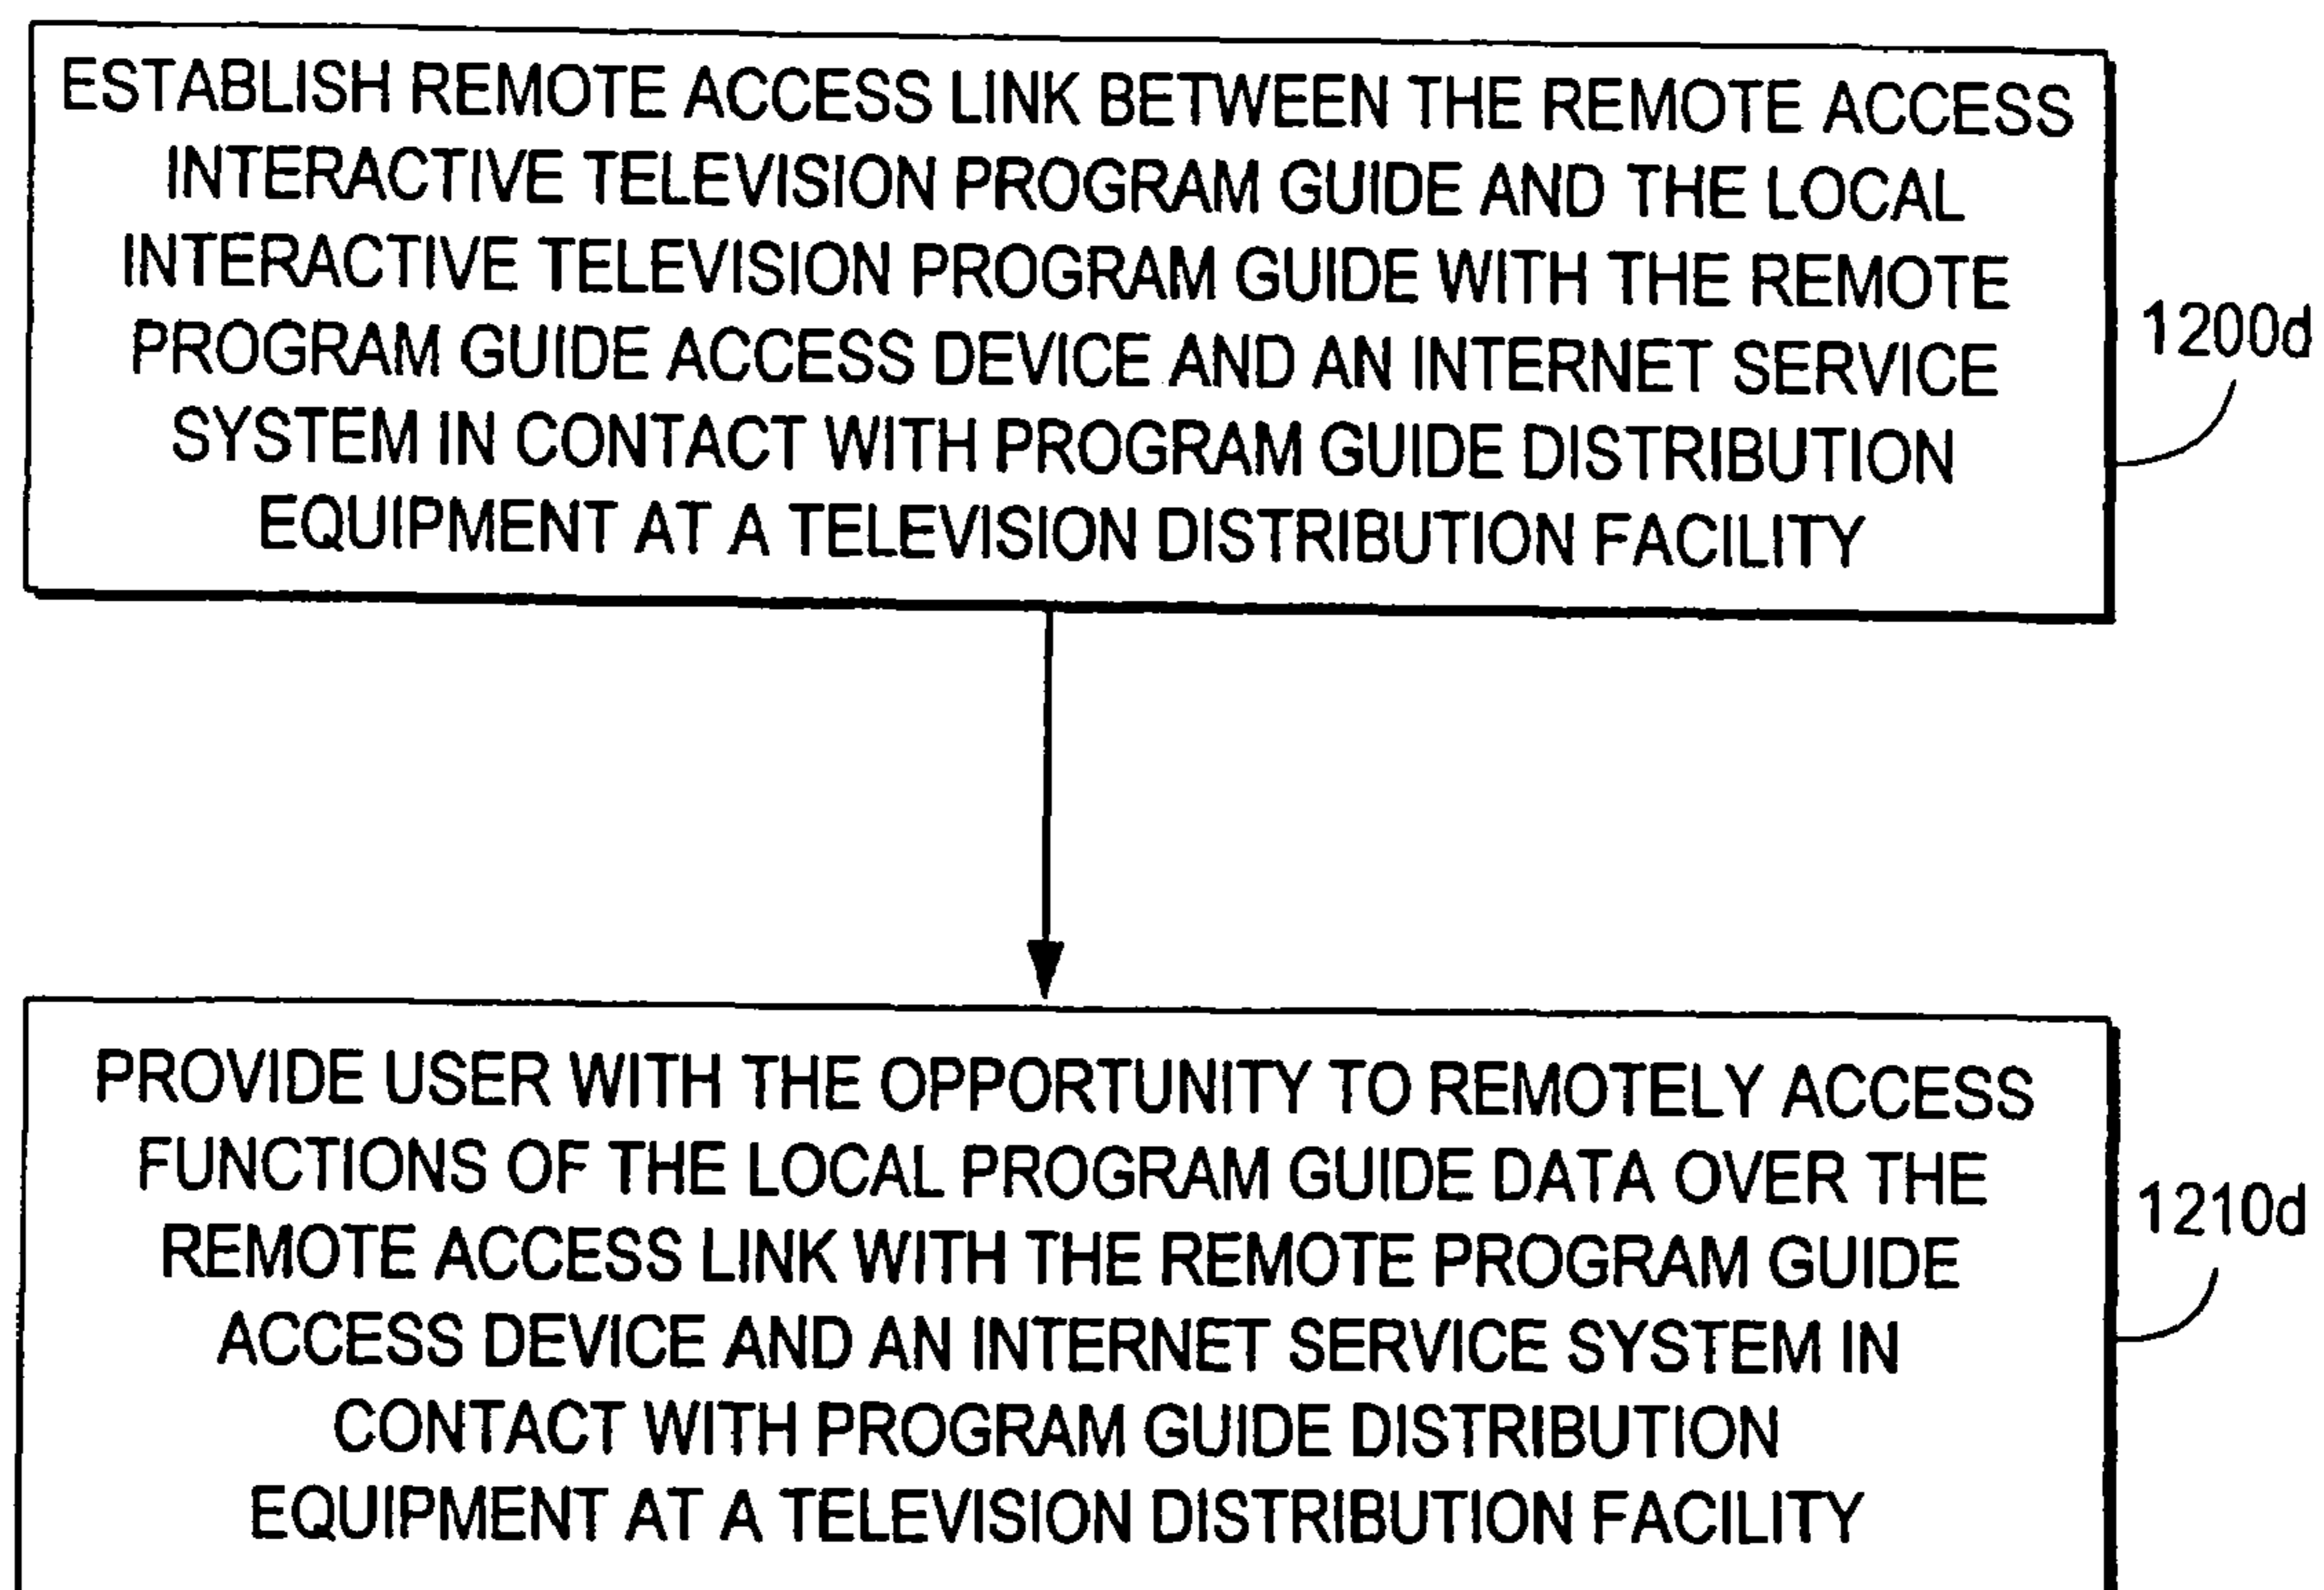 ESTABLISH REMOTE ACCESS LINK BETWEEN THE REMOTE ACCESS
INTERACTIVE TELEVISION PROGRAM GUIDE AND THE LOCAL
INTERACTIVE TELEVISION PROGRAM GUIDE WITH THE REMOTE
PROGRAM GUIDE ACCESS DEVICE AND AN INTERNET SERVICE
SYSTEM IN CONTACT WITH PROGRAM GUIDE DISTRIBUTION
EQUIPMENT AT A TELEVISION DISTRIBUTION FACILITY
1200d
PROVIDE USER WITH THE OPPORTUNITY TO REMOTELY ACCESS
FUNCTIONS OF THE LOCAL PROGRAM GUIDE DATA OVER THE
REMOTE ACCESS LINK WITH THE REMOTE PROGRAM GUIDE
ACCESS DEVICE AND AN INTERNET SERVICE SYSTEM IN
CONTACT WITH PROGRAM GUIDE DISTRIBUTION
EQUIPMENT AT A TELEVISION DISTRIBUTION FACILITY
1210d